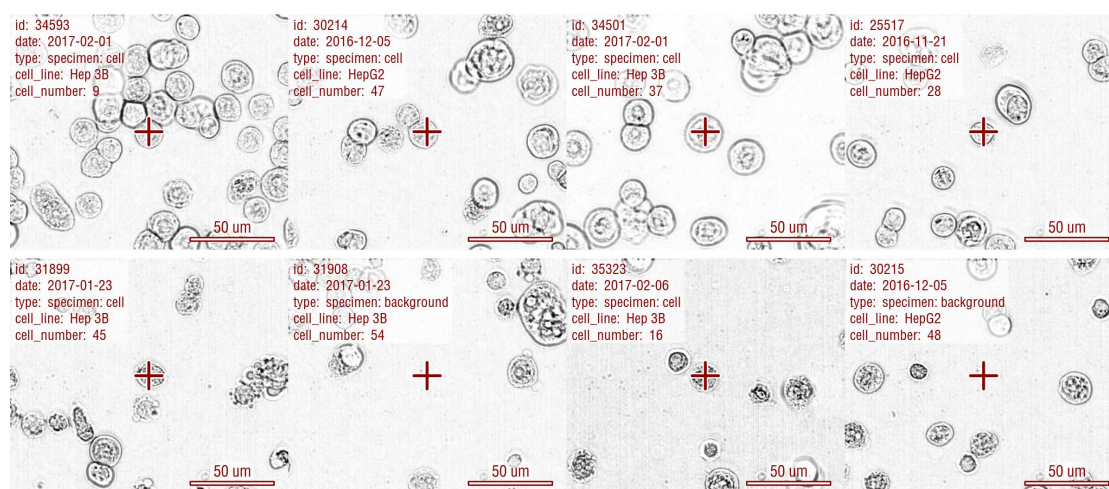 id: 34593
date: 2017-02-01
type: specimen: cell
cell_line: Hep 3B
cell_number: 9
50 um
id: 30214
date: 2016-12-05
type: specimen: cell
cell_line: HepG2
cell_number: 47
50 um
id: 34501
date: 2017-02-01
type: specimen: cell
cell_line: Hep 3B
cell_number: 37
50 um
id: 25517
date: 2016-11-21
type: specimen: cell
cell_line: HepG2
cell_number: 28
50 um
id: 31899
date: 2017-01-23
type: specimen: cell
cell_line: Hep 3B
cell_number: 45
50 um
id: 31908
date: 2017-01-23
type: specimen: background
cell_line: Hep 3B
cell_number: 54
50 um
id: 35323
date: 2017-02-06
type: specimen: cell
cell_line: Hep 3B
cell_number: 16
50 um
id: 30215
date: 2016-12-05
type: specimen: background
cell_line: HepG2
cell_number: 48
50 um